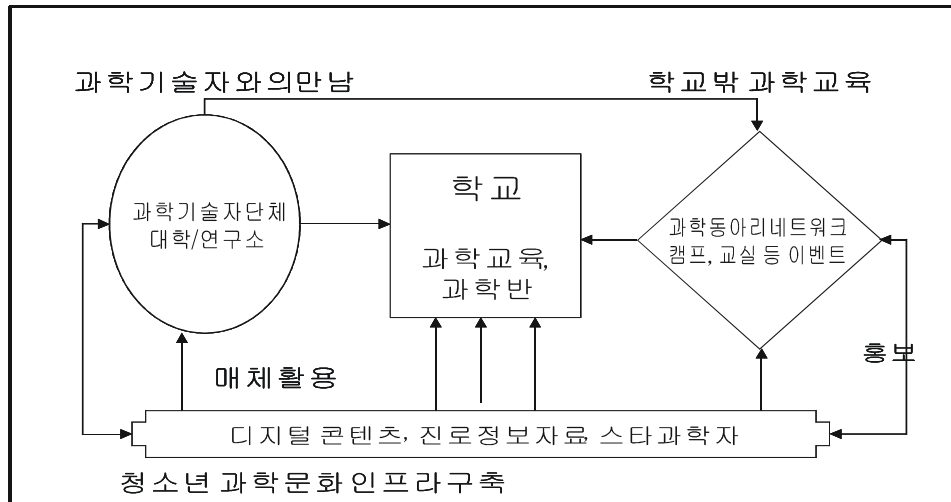 과학기술자와의만남
학교밖 과학교육
과학기술자단체
대학/연구소
학교
과학교육,
과학반
과학동아리네트워크
캠프, 교실 등 이벤트
매체활용
홍보
디지털 콘텐츠, 진로정보자료, 스타과학자
청소년 과학문화인프라구축